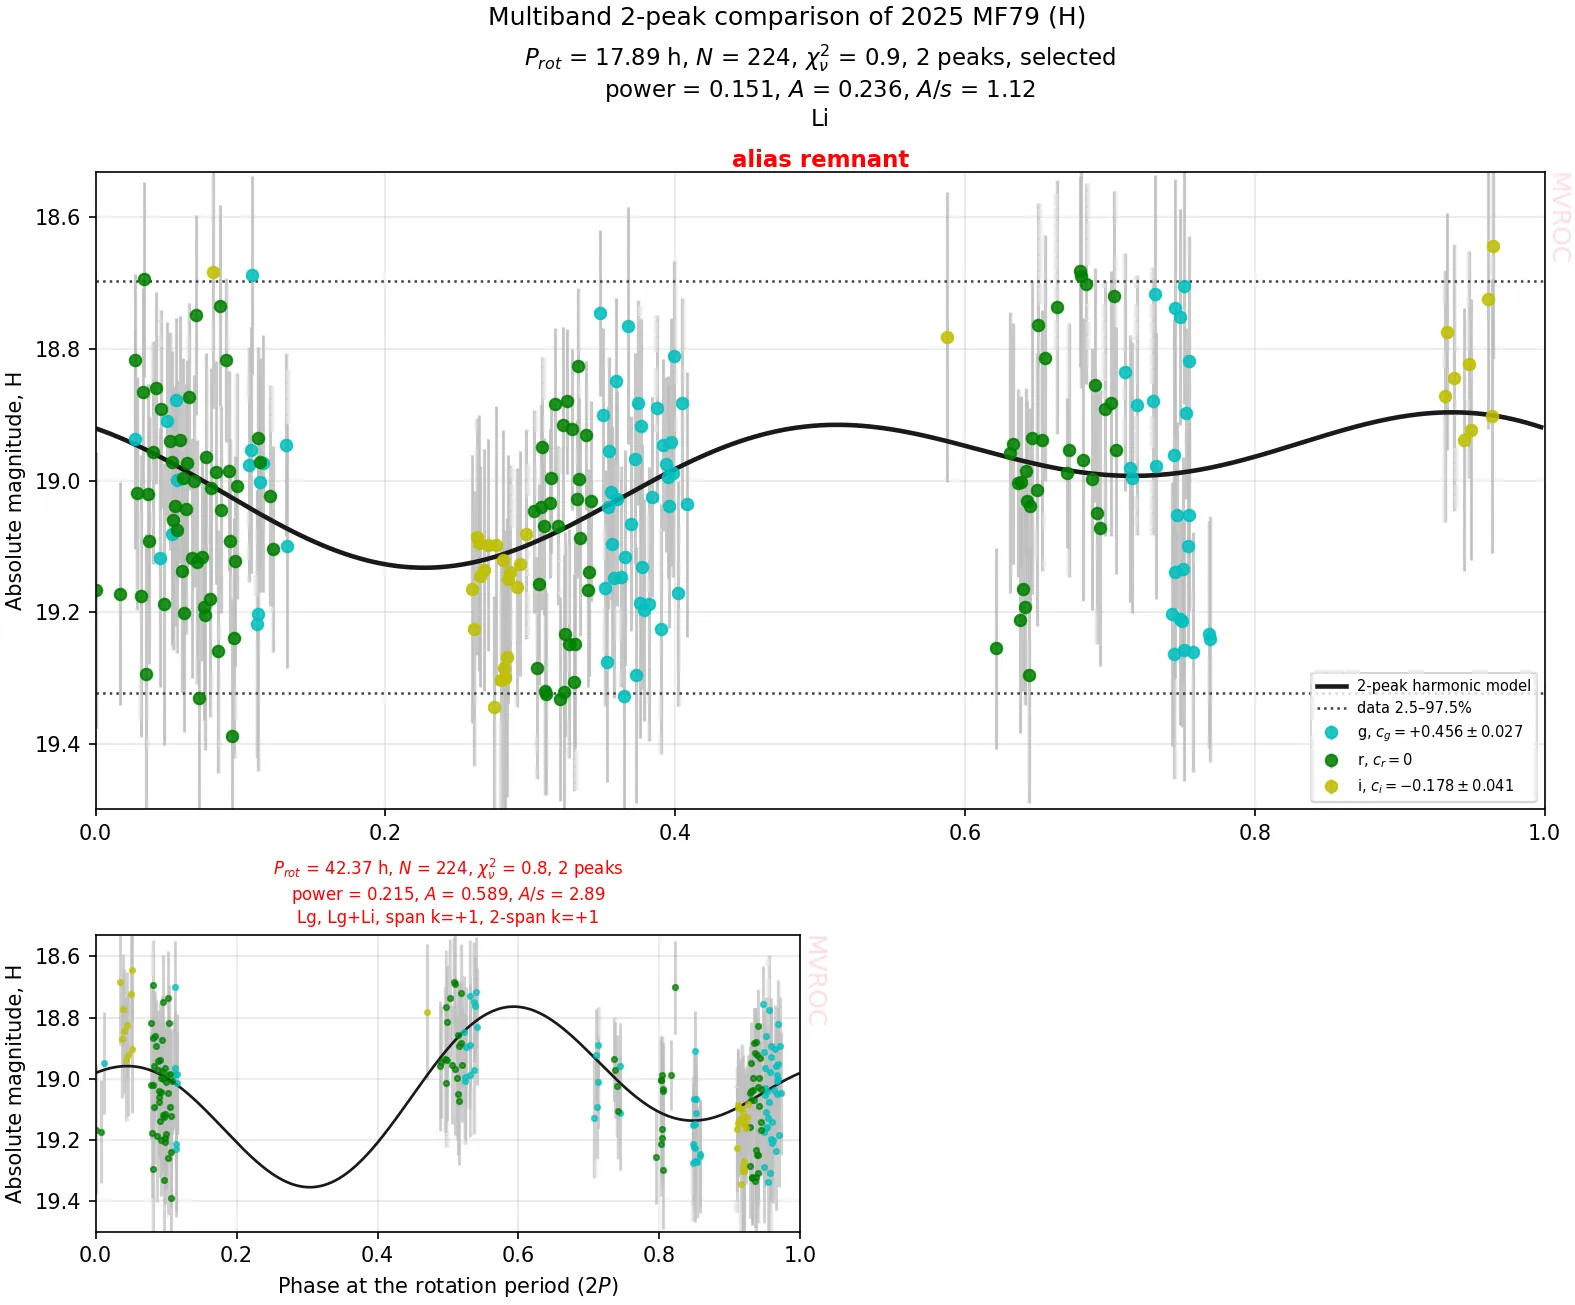 Multiband 2-peak comparison of 2025 MF79 (H)
P_rot = 17.89 h, N = 224, χ²_ν = 0.9, 2 peaks, selected
power = 0.151, A = 0.236, A/s = 1.12
Li
alias remnant
MVROC
Absolute magnitude, H
18.6
18.8
19.0
19.2
19.4
2-peak harmonic model
data 2.5–97.5%
g, c_g = +0.456 ± 0.027
r, c_r = 0
i, c_i = −0.178 ± 0.041
0.0 0.2 0.4 0.6 0.8 1.0
P_rot = 42.37 h, N = 224, χ²_ν = 0.8, 2 peaks
power = 0.215, A = 0.589, A/s = 2.89
Lg, Lg+Li, span k=+1, 2-span k=+1
MVROC
Absolute magnitude, H
18.6
18.8
19.0
19.2
19.4
0.0 0.2 0.4 0.6 0.8 1.0
Phase at the rotation period (2P)